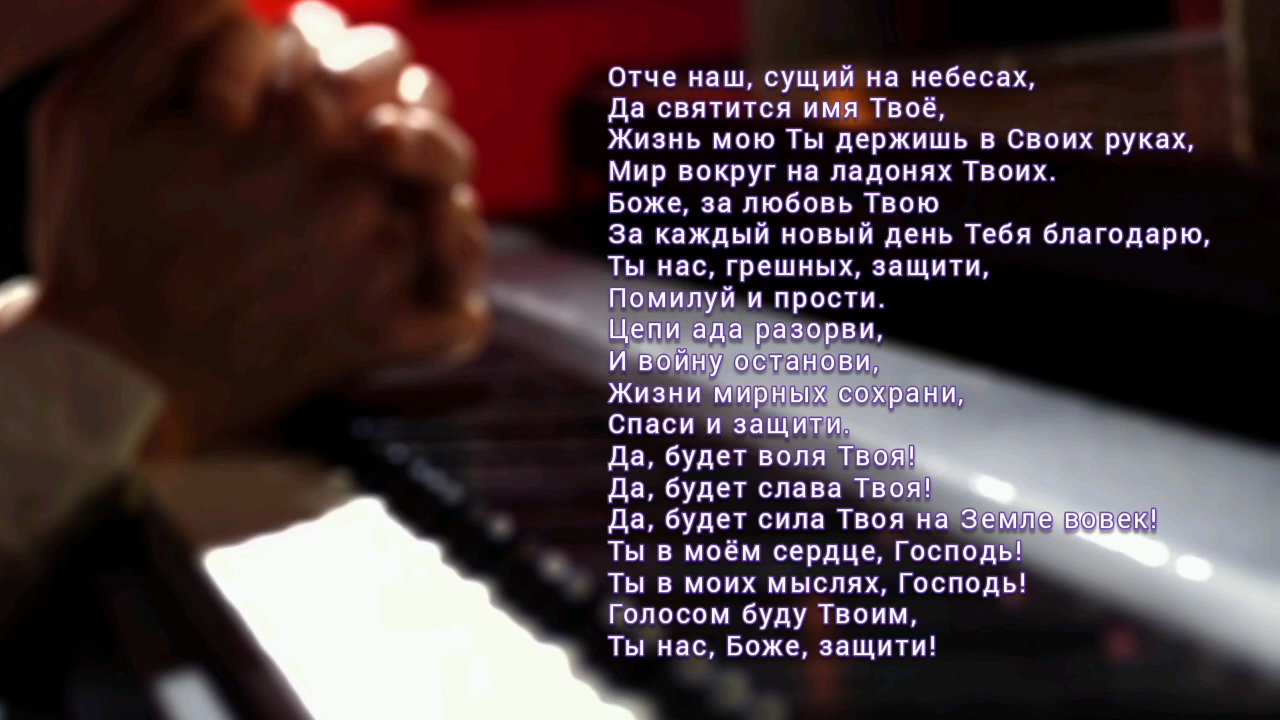 Отче наш, сущий на небесах,
Да святится имя Твоё,
Жизнь мою Ты держишь в Своих руках,
Мир вокруг на ладонях Твоих.
Боже, за любовь Твою
За каждый новый день Тебя благодарю,
Ты нас, грешных, защити,
Помилуй и прости.
Цепи ада разорви,
И войну останови,
Жизни мирных сохрани,
Спаси и защити.
Да, будет воля Твоя!
Да, будет слава Твоя!
Да, будет сила Твоя на Земле вовек!
Ты в моём сердце, Господь!
Ты в моих мыслях, Господь!
Голосом буду Твоим,
Ты нас, Боже, защити!